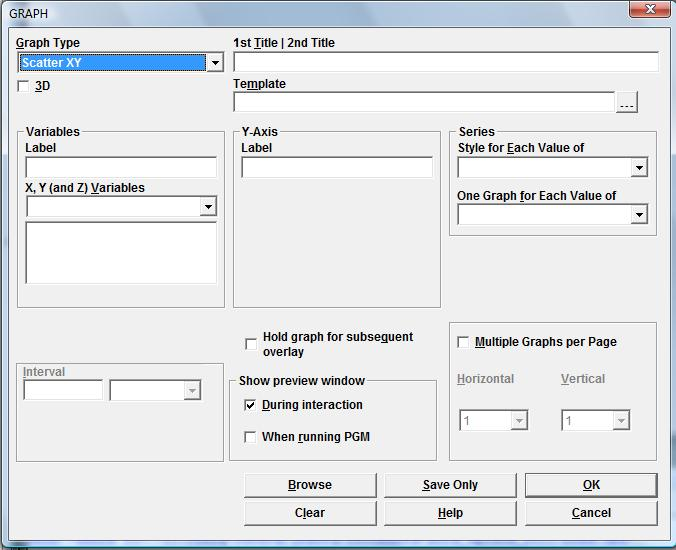 GRAPH
Graph Type
Scatter XY
3D
1st Title | 2nd Title
Template
...
Variables
Label
X, Y (and Z) Variables
Y-Axis
Label
Series
Style for Each Value of
One Graph for Each Value of
Hold graph for subsequent
overlay
Interval
Show preview window
During interaction
When running PGM
Multiple Graphs per Page
Horizontal
Vertical
1
1
Browse
Save Only
OK
Clear
Help
Cancel